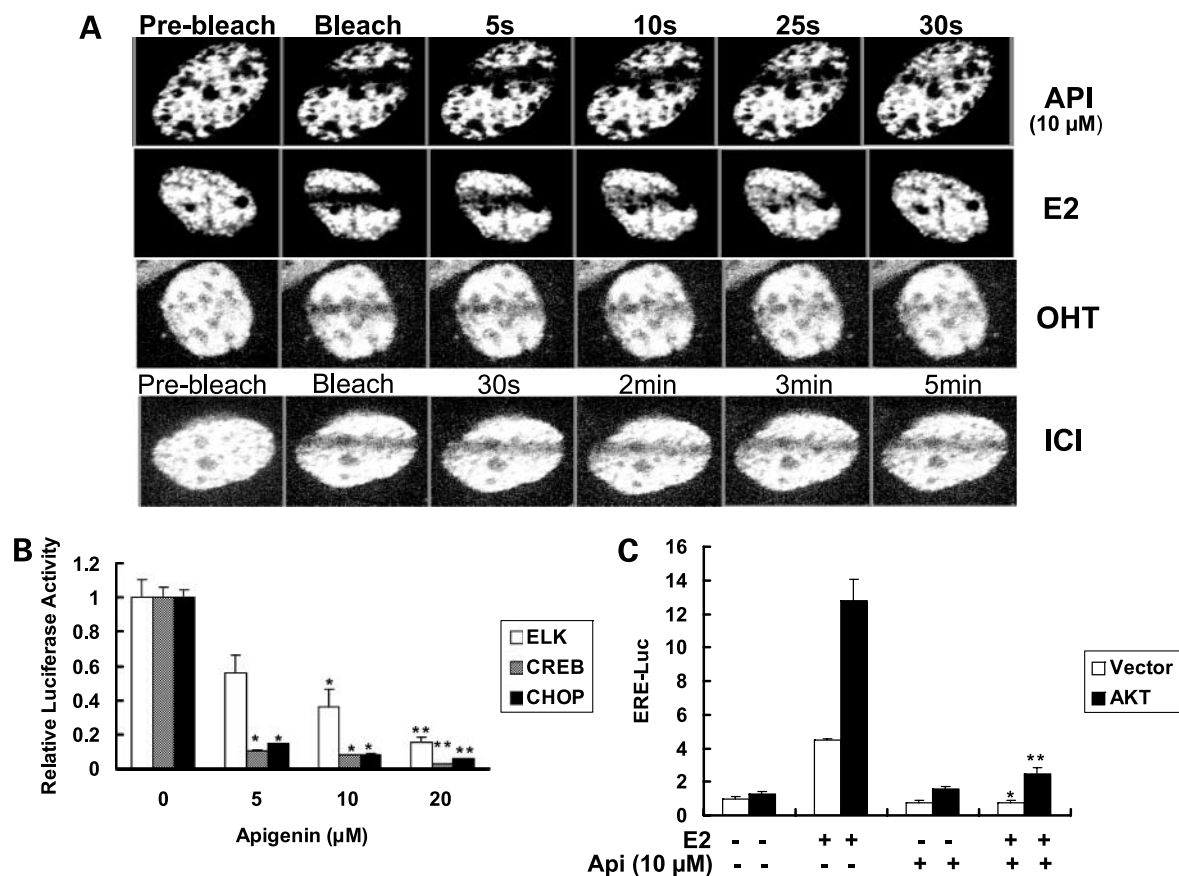 A
Pre-bleach Bleach 5s 10s 25s 30s
API
(10 µM)
E2
OHT
Pre-bleach Bleach 30s 2min 3min 5min
ICI
B
Relative Luciferase Activity
1.2
1
0.8
0.6
0.4
0.2
0
* *
* * *
** ** **
0 5 10 20
Apigenin (µM)
ELK
CREB
CHOP
C
ERE-Luc
16
14
12
10
8
6
4
2
0
* **
Vector
AKT
E2 - - + + - - + +
Api (10 µM) - - - - + + + +